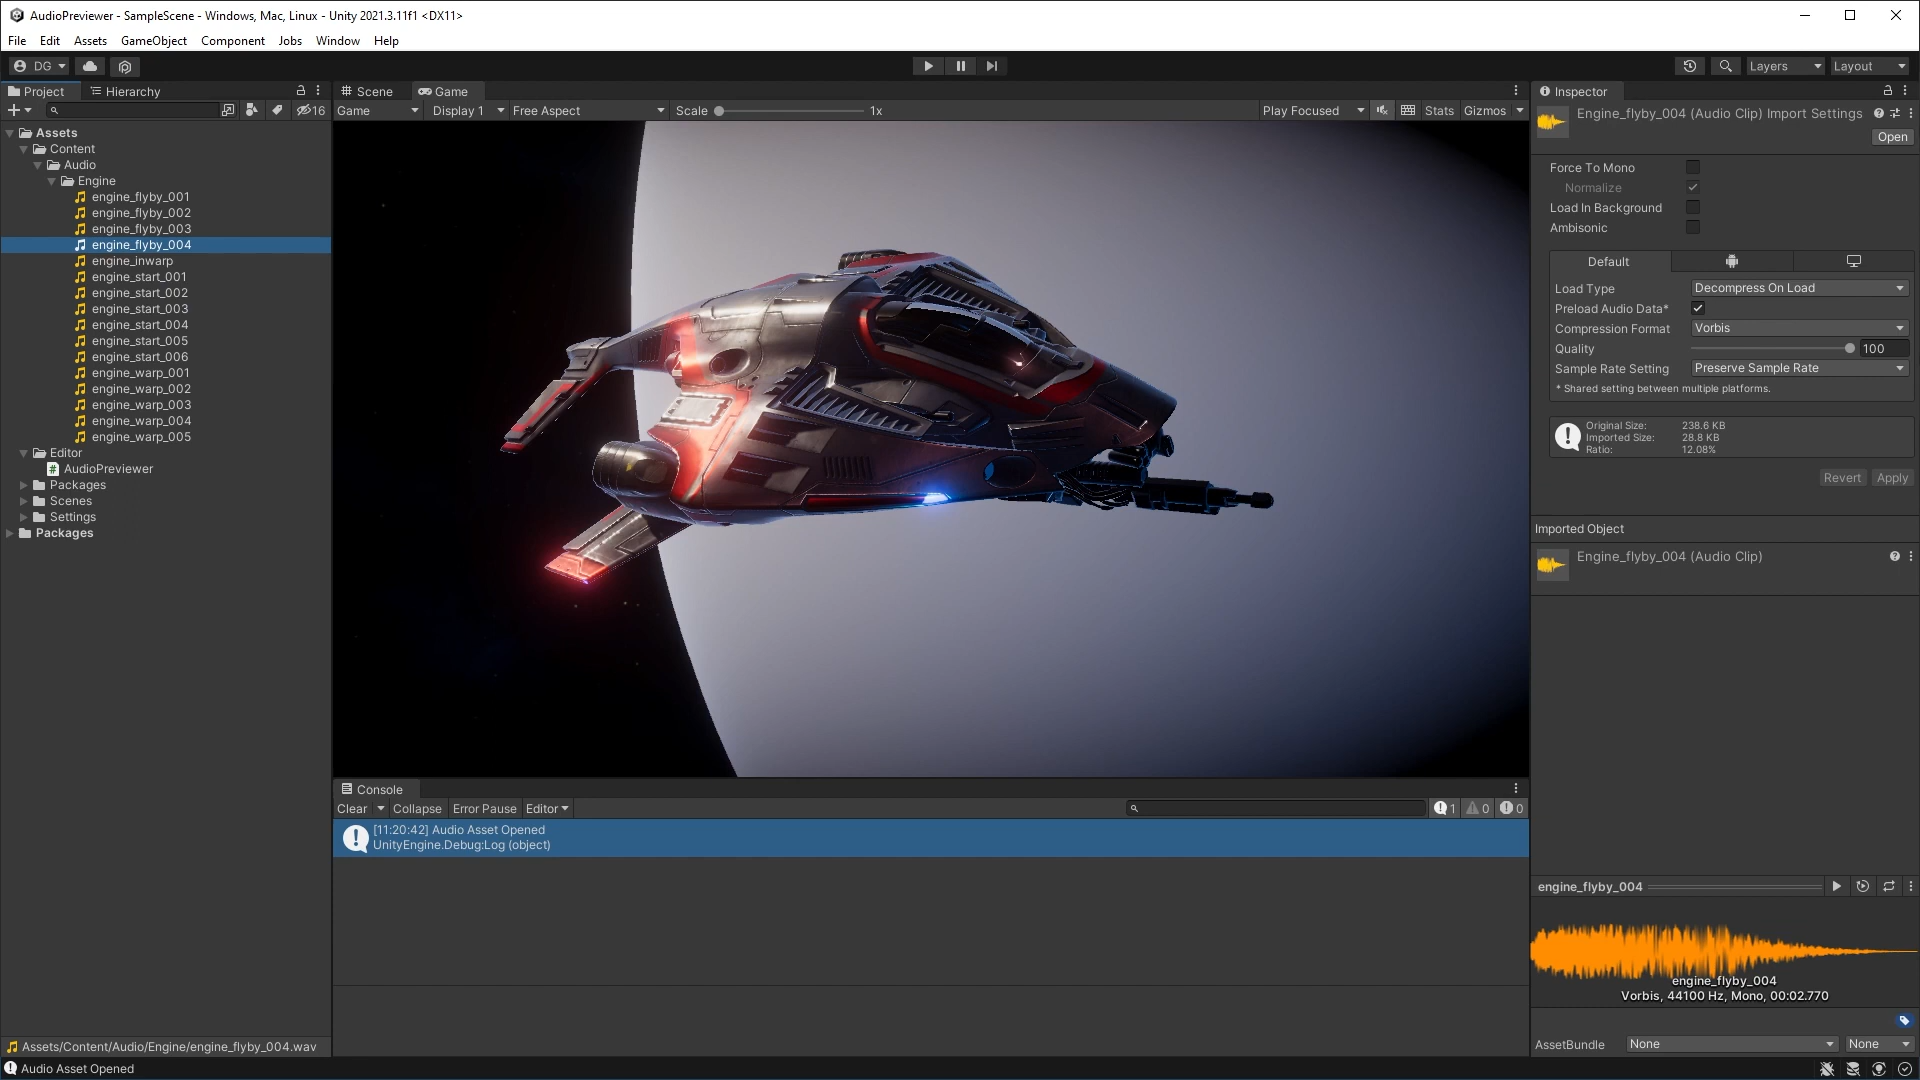 AudioPreviewer - SampleScene - Windows, Mac, Linux - Unity 2021.3.11f1 <DX11>
File Edit Assets GameObject Component Jobs Window Help
DG
Layers
Layout
Project
Hierarchy
16
Assets
Content
Audio
Engine
engine_flyby_001
engine_flyby_002
engine_flyby_003
engine_flyby_004
engine_inwarp
engine_start_001
engine_start_002
engine_start_003
engine_start_004
engine_start_005
engine_start_006
engine_warp_001
engine_warp_002
engine_warp_003
engine_warp_004
engine_warp_005
Editor
AudioPreviewer
Packages
Scenes
Settings
Packages
Assets/Content/Audio/Engine/engine_flyby_004.wav
Audio Asset Opened
Scene
Game
Game
Display 1
Free Aspect
Scale
1x
Play Focused
Stats
Gizmos
Console
Clear
Collapse
Error Pause
Editor
1
0
0
[11:20:42] Audio Asset Opened
UnityEngine.Debug:Log (object)
Inspector
Engine_flyby_004 (Audio Clip) Import Settings
Open
Force To Mono
Normalize
Load In Background
Ambisonic
Default
Load Type Decompress On Load
Preload Audio Data*
Compression Format Vorbis
Quality 100
Sample Rate Setting Preserve Sample Rate
* Shared setting between multiple platforms.
Original Size: 238.6 KB
Imported Size: 28.8 KB
Ratio: 12.08%
Revert
Apply
Imported Object
Engine_flyby_004 (Audio Clip)
engine_flyby_004
engine_flyby_004
Vorbis, 44100 Hz, Mono, 00:02.770
AssetBundle None None